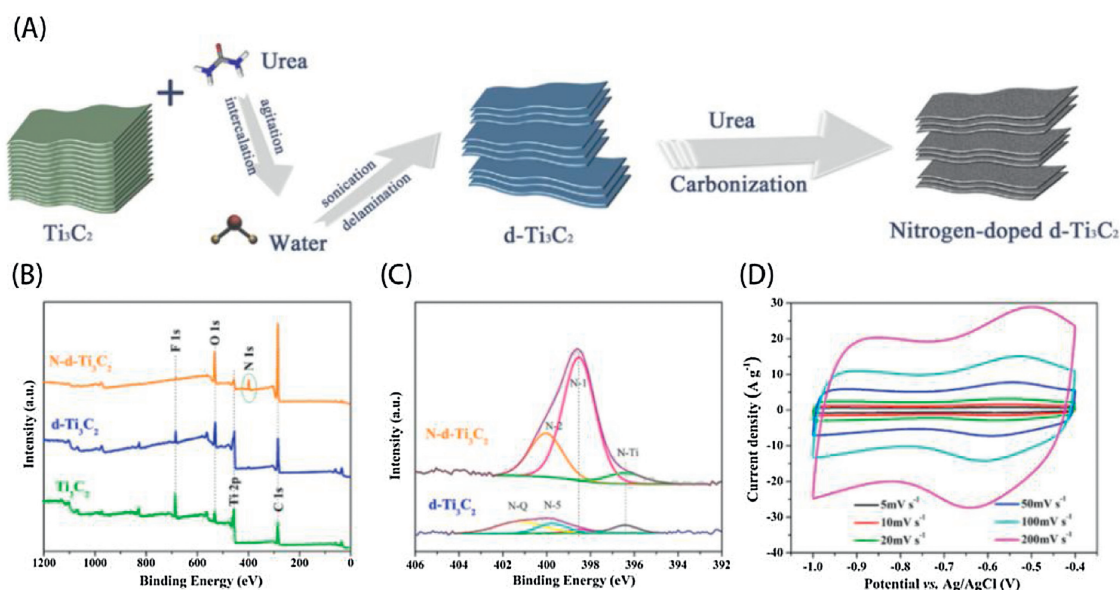 (A)
Urea
agitation
intercalation
Water
sonication
delamination
Ti₃C₂
d-Ti₃C₂
Urea
Carbonization
Nitrogen-doped d-Ti₃C₂
(B)
F 1s
O 1s
N 1s
Ti 2p
C 1s
N-d-Ti₃C₂
d-Ti₃C₂
Ti₃C₂
Intensity (a.u.)
1200 1000 800 600 400 200 0
Binding Energy (eV)
(C)
N-1
N-2
N-Ti
N-d-Ti₃C₂
N-Q
N-5
d-Ti₃C₂
Intensity (a.u.)
406 404 402 400 398 396 394 392
Binding Energy (eV)
(D)
30
20
10
0
-10
-20
-30
-40
Current density (A g⁻¹)
5mV s⁻¹ 50mV s⁻¹
10mV s⁻¹ 100mV s⁻¹
20mV s⁻¹ 200mV s⁻¹
-1.0 -0.9 -0.8 -0.7 -0.6 -0.5 -0.4
Potential vs. Ag/AgCl (V)